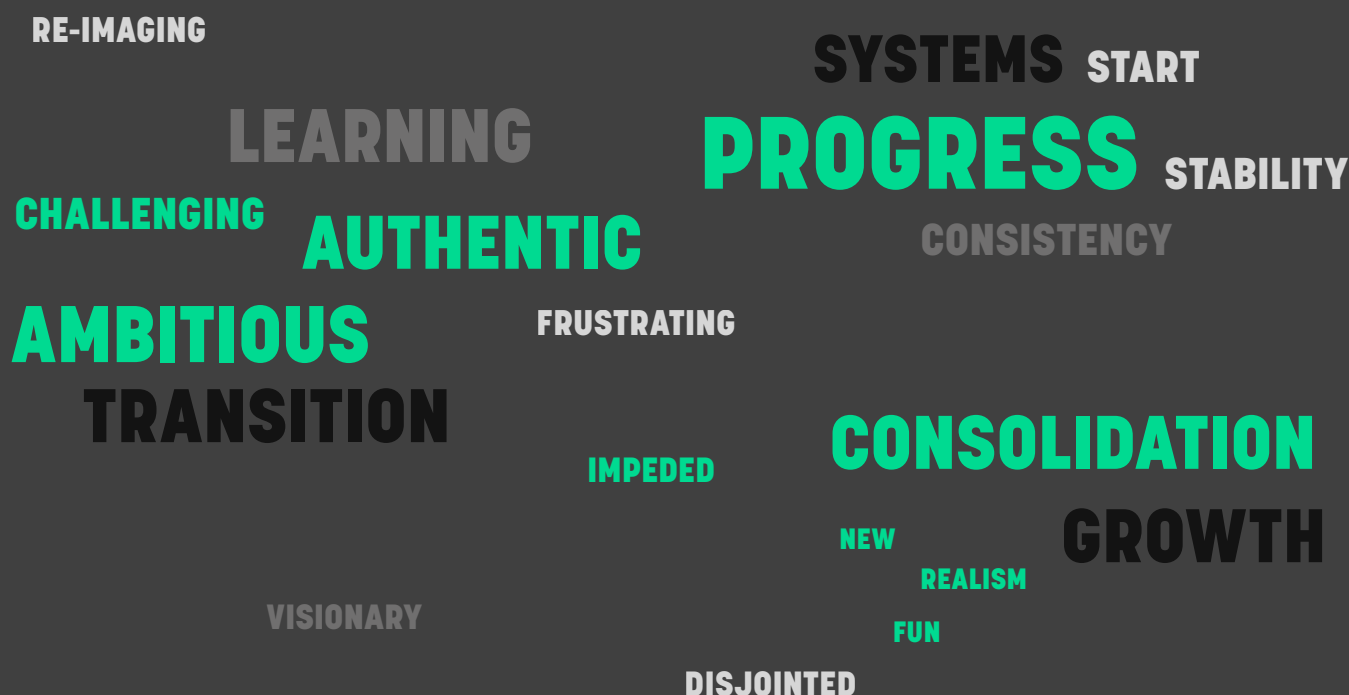 RE-IMAGING
SYSTEMS START
LEARNING
PROGRESS
STABILITY
CHALLENGING
AUTHENTIC
CONSISTENCY
AMBITIOUS
FRUSTRATING
TRANSITION
CONSOLIDATION
IMPEDED
GROWTH
NEW
REALISM
VISIONARY
FUN
DISJOINTED